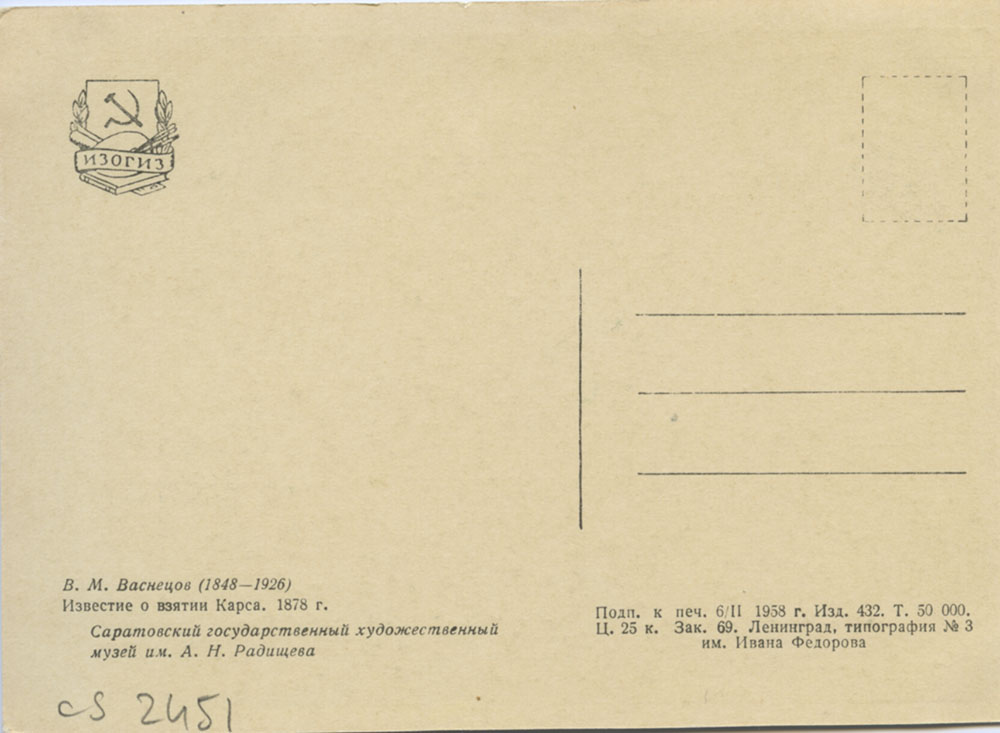 ИЗОГИЗ
В. М. Васнецов (1848—1926)
Известие о взятии Карса. 1878 г.
Саратовский государственный художественный
музей им. А. Н. Радищева
Подп. к печ. 6/II 1958 г. Изд. 432. Т. 50 000.
Ц. 25 к. Зак. 69. Ленинград, типография № 3
им. Ивана Федорова
cS 2451